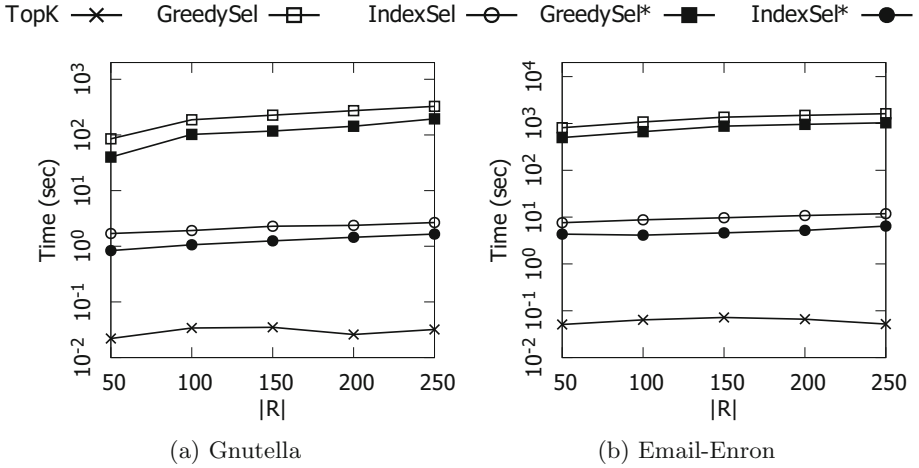 TopK GreedySel IndexSel GreedySel* IndexSel*
Time (sec)
10^3
10^2
10^1
10^0
10^-1
10^-2
50 100 150 200 250
|R|
(a) Gnutella
Time (sec)
10^4
10^3
10^2
10^1
10^0
10^-1
10^-2
50 100 150 200 250
|R|
(b) Email-Enron